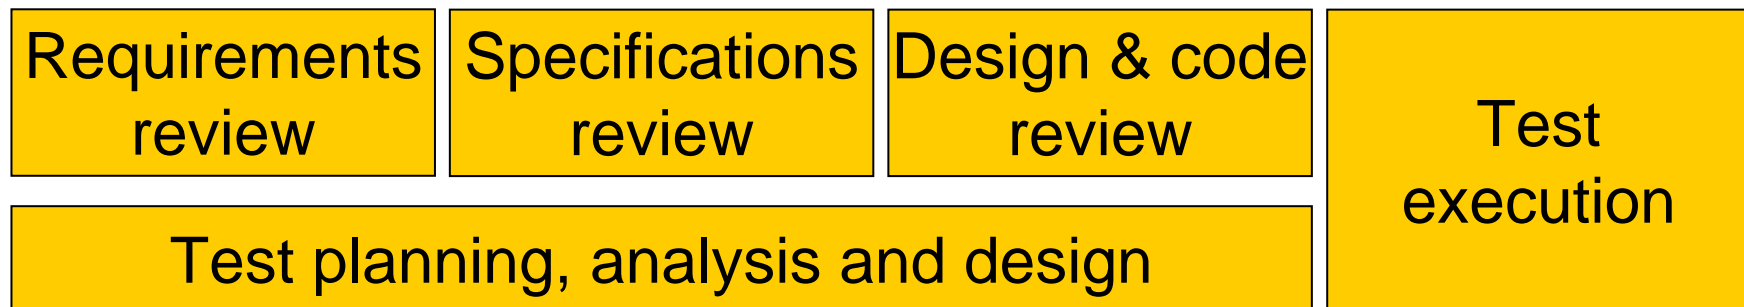 Requirements
review
Specifications
review
Design & code
review
Test
execution
Test planning, analysis and design